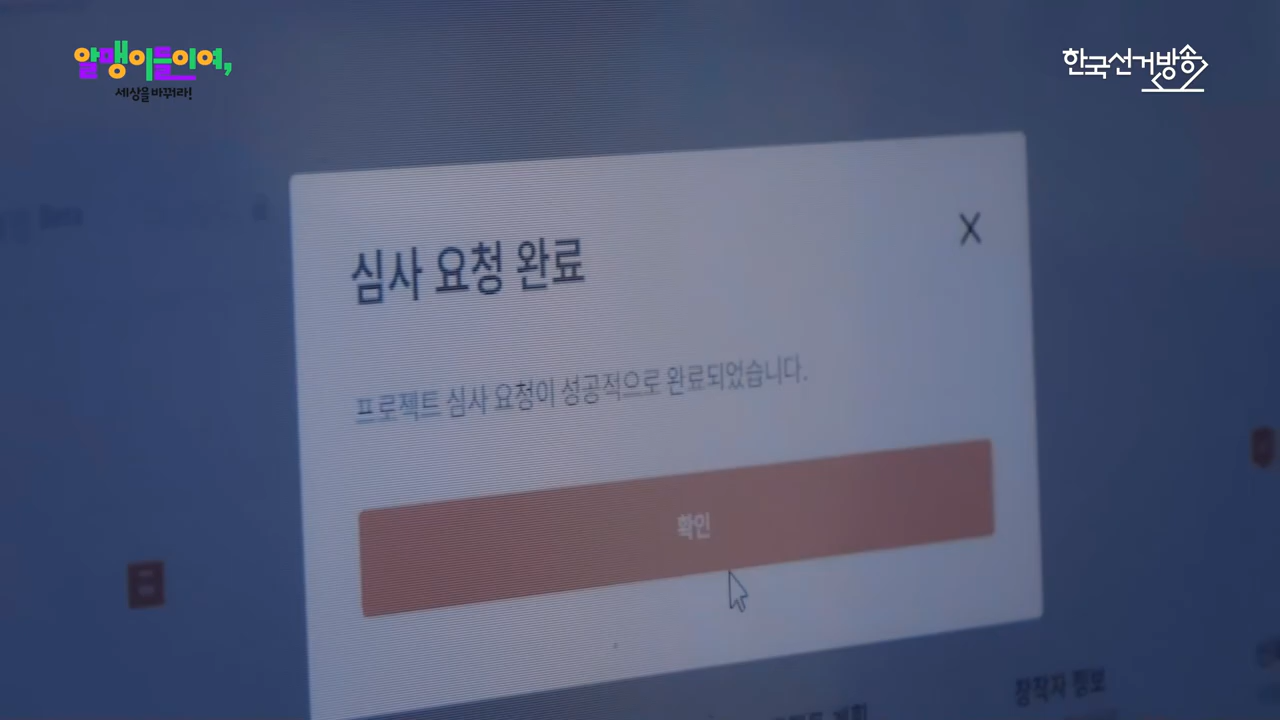 알맹이들이여,
세상을 바꿔라!
한국선거방송
심사 요청 완료
X
프로젝트 심사 요청이 성공적으로 완료되었습니다.
확인
창작자 정보
계획